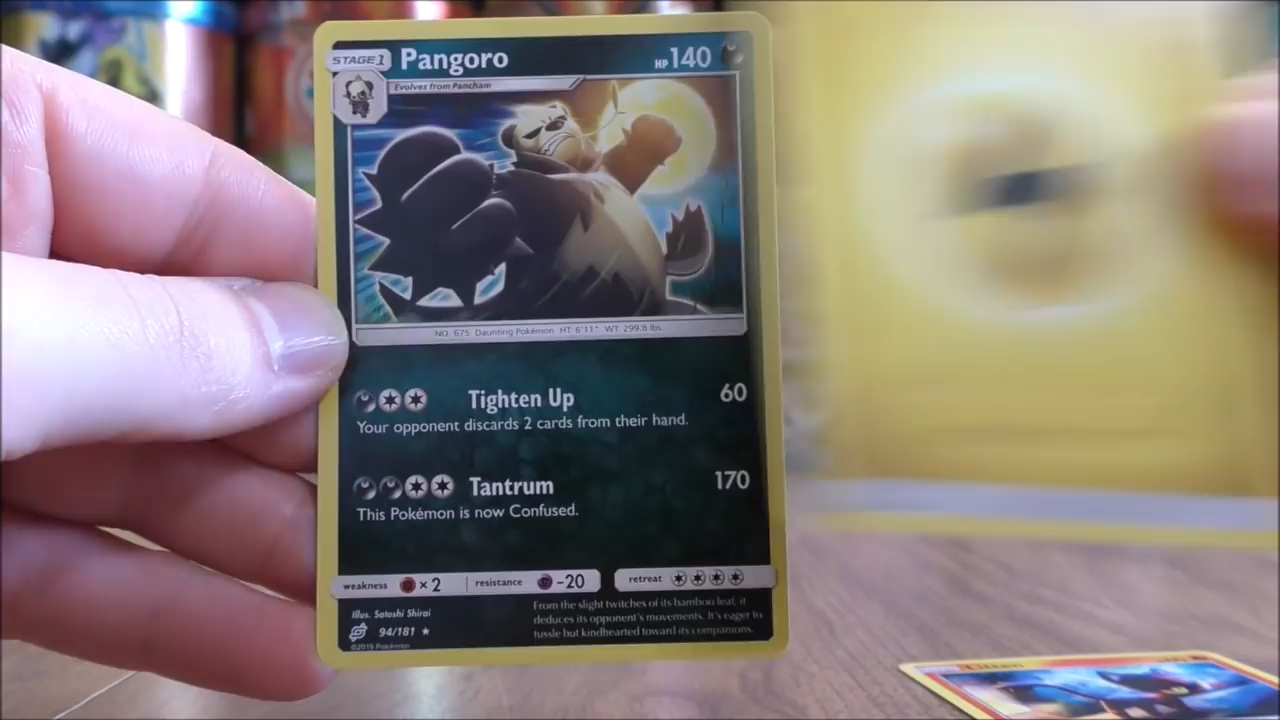 STAGE 1 Pangoro HP 140
Evolves from Pancham
NO. 675 Daunting Pokémon HT: 6'11" WT: 299.8 lbs.
Tighten Up 60
Your opponent discards 2 cards from their hand.
Tantrum 170
This Pokémon is now Confused.
weakness ×2 resistance -20 retreat
Illus. Satoshi Shirai
94/181 ★
©2019 Pokémon
From the slight twitches of its bamboo leaf, it
deduces its opponent's movements. It's eager to
tussle but kindhearted toward its companions.
Litten